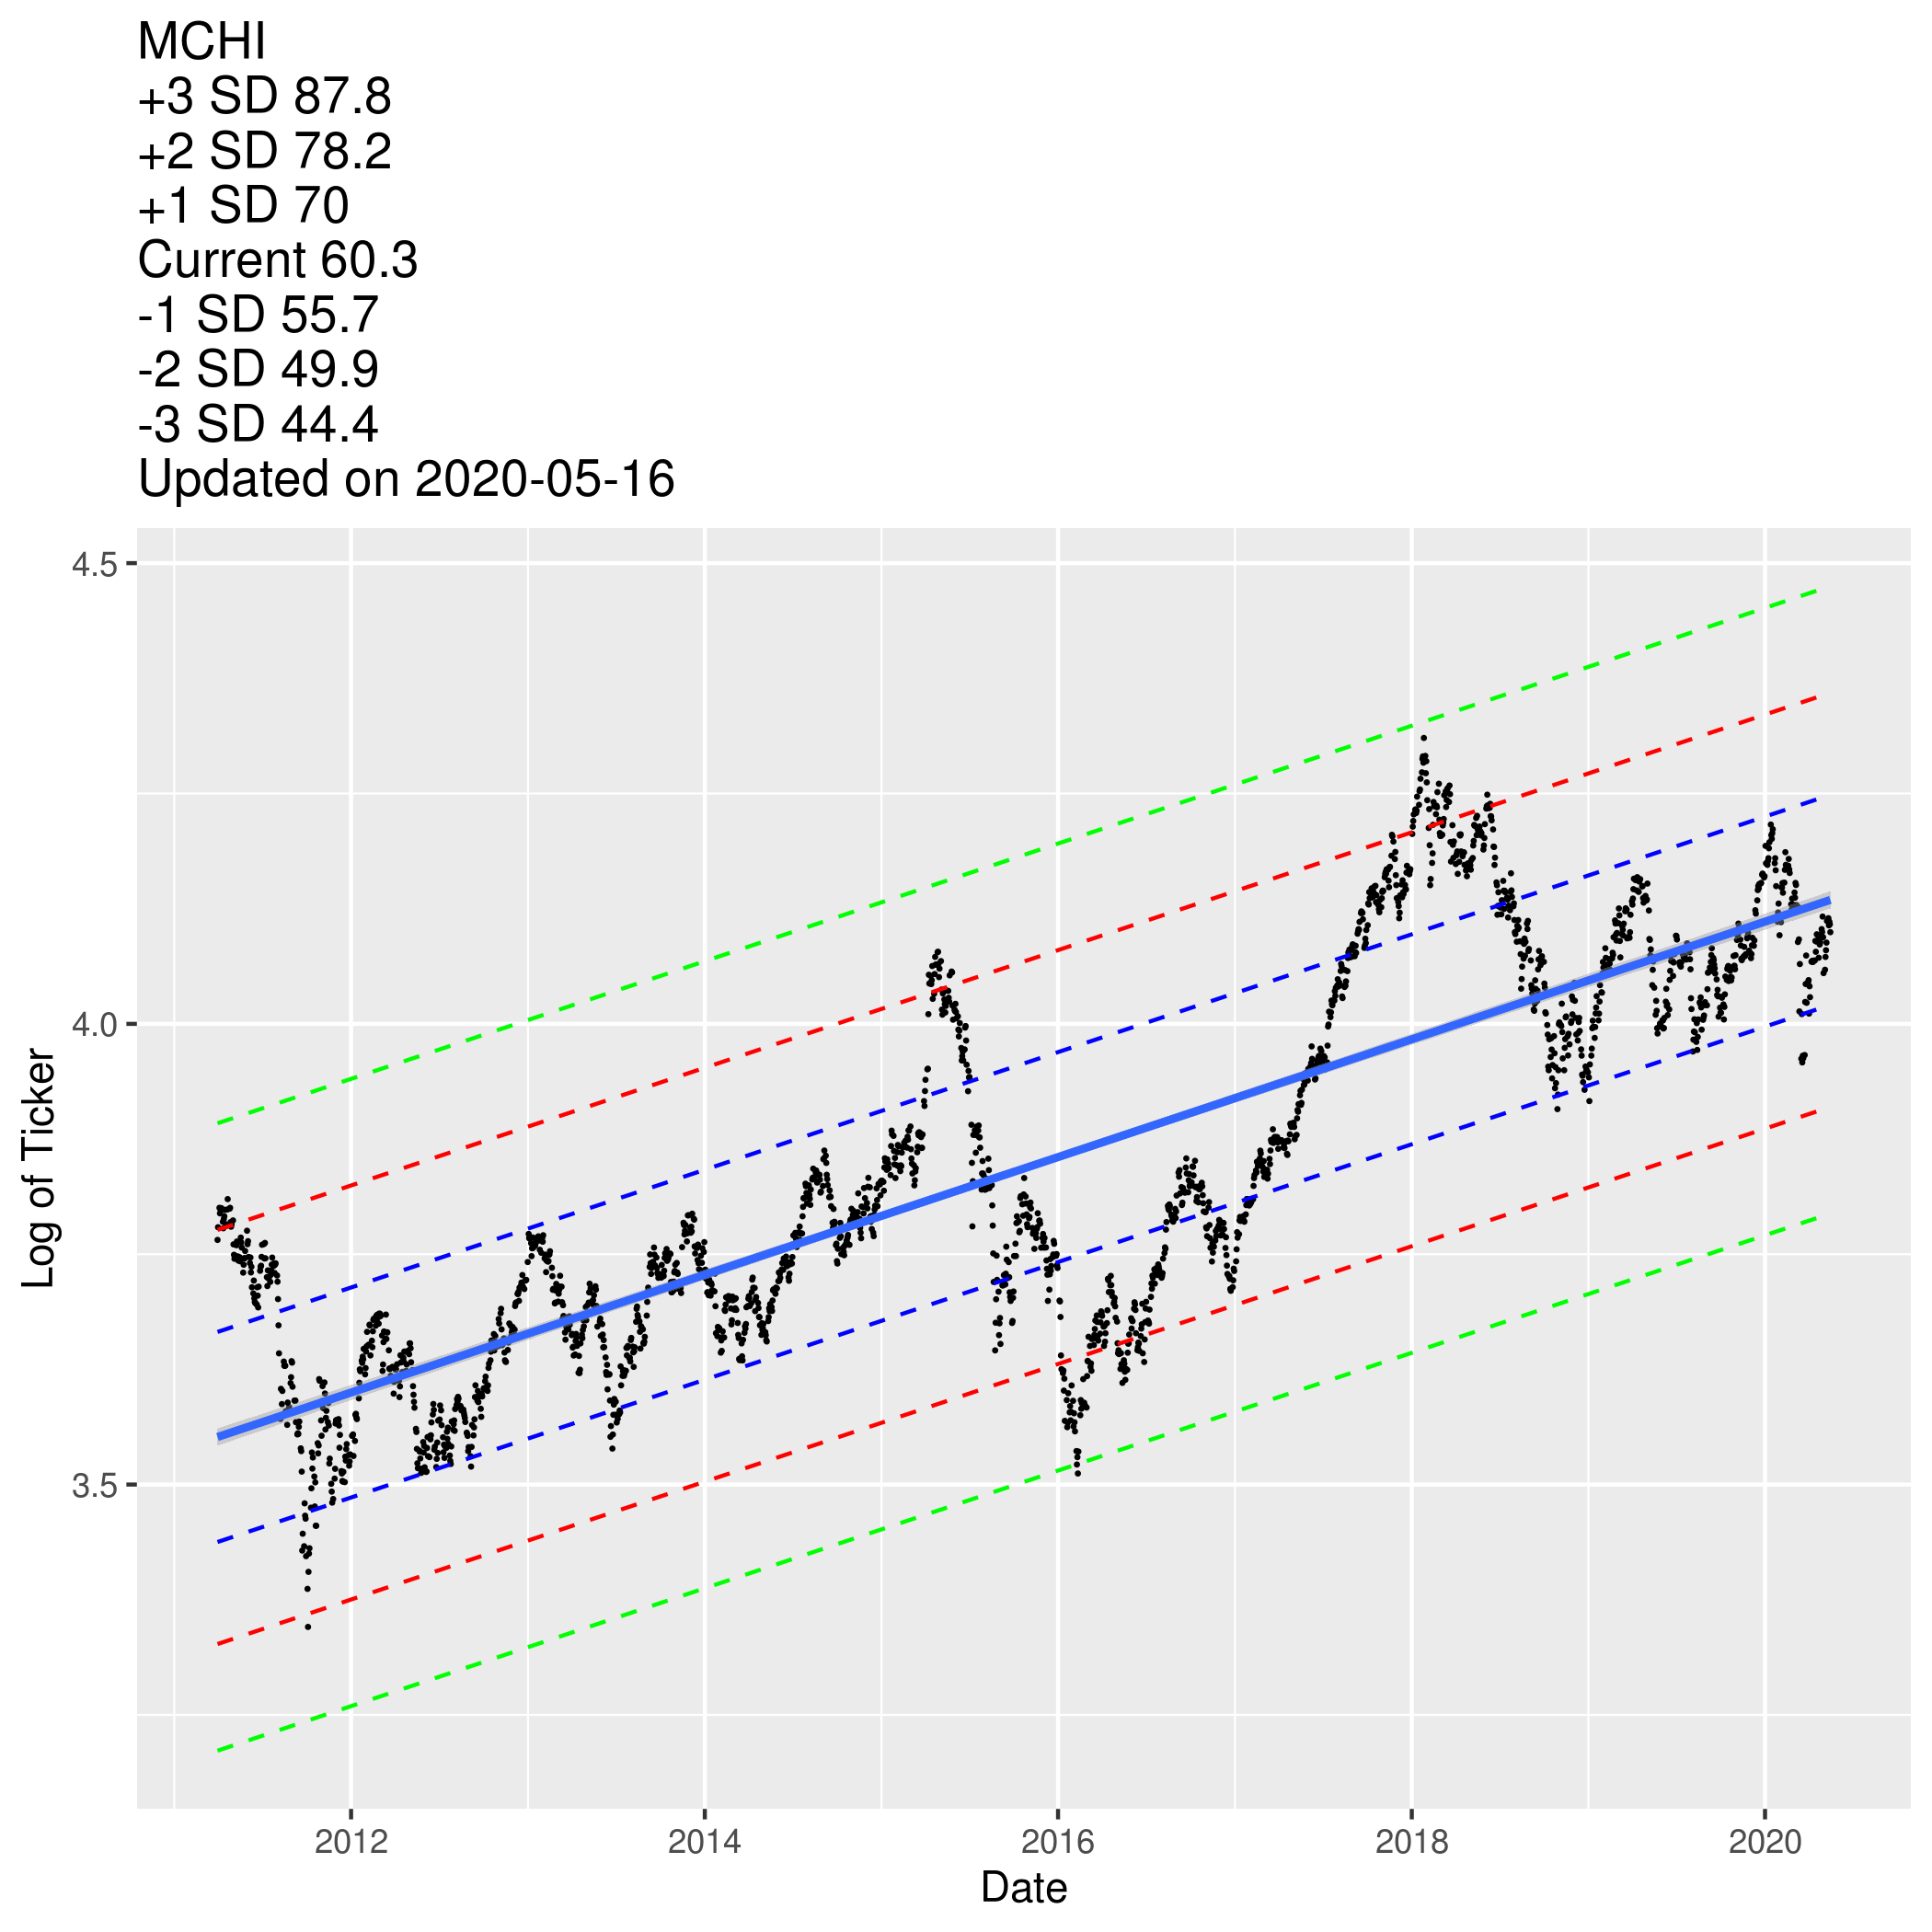 MCHI
+3 SD 87.8
+2 SD 78.2
+1 SD 70
Current 60.3
-1 SD 55.7
-2 SD 49.9
-3 SD 44.4
Updated on 2020-05-16
4.5
4.0
3.5
Log of Ticker
2012 2014 2016 2018 2020
Date